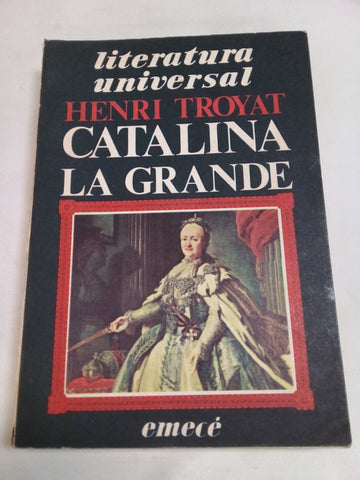 literatura
universal
HENRI TROYAT
CATALINA
LA GRANDE
emecé